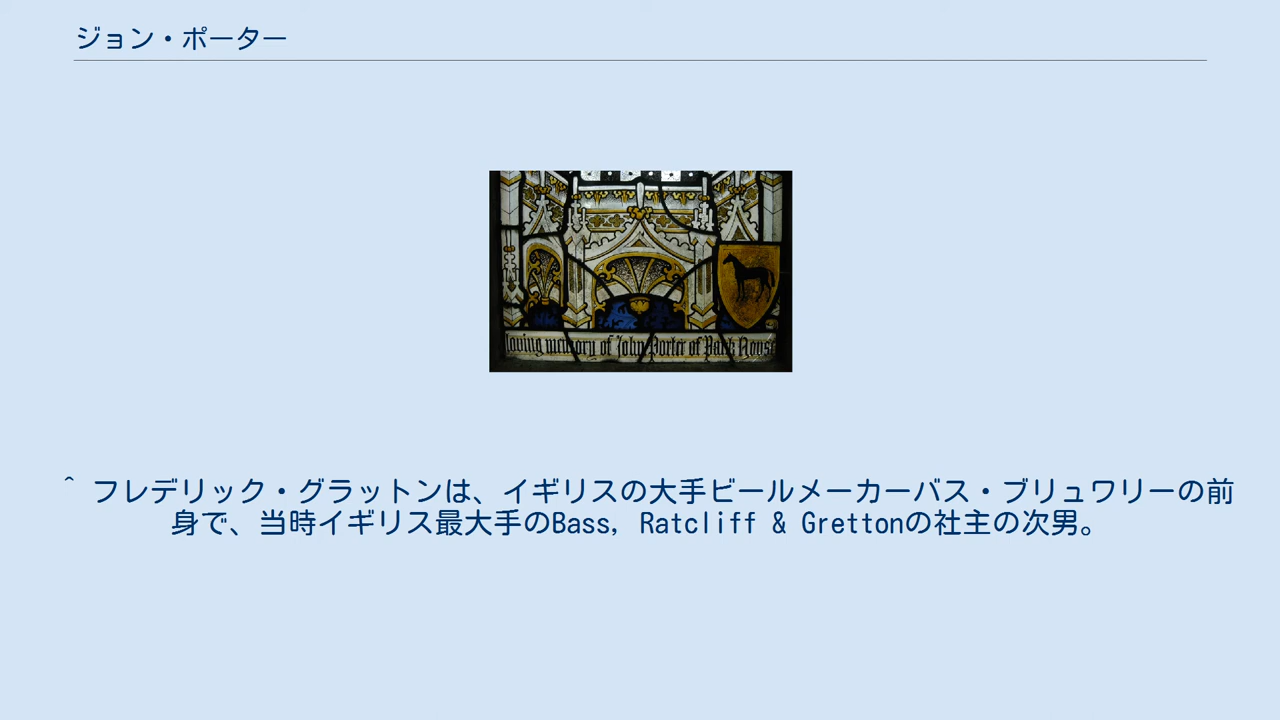 ジョン・ポーター
loving memory of John Porter of Park House
^ フレデリック・グラットンは、イギリスの大手ビールメーカーバス・ブリュワリーの前
身で、当時イギリス最大手のBass, Ratcliff & Grettonの社主の次男。